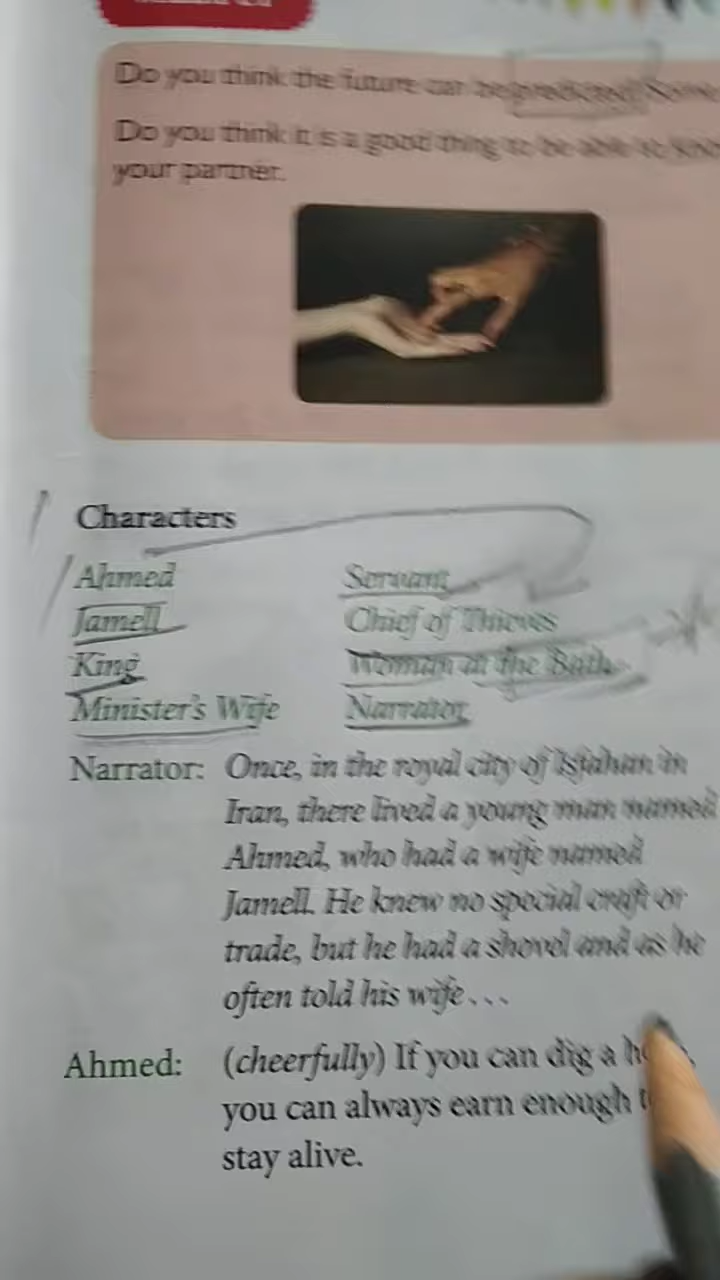 Do you think the future can be predicted? Some
Do you think it is a good thing to be able to
your partner.
Characters
Ahmed Servant
Jamell Chief of Thieves
King Woman at the Bath
Minister's Wife Narrator
Narrator: Once, in the royal city of Isfahan in
Iran, there lived a young man named
Ahmed, who had a wife named
Jamell. He knew no special craft or
trade, but he had a shovel and as he
often told his wife...
Ahmed: (cheerfully) If you can dig a
you can always earn enough
stay alive.